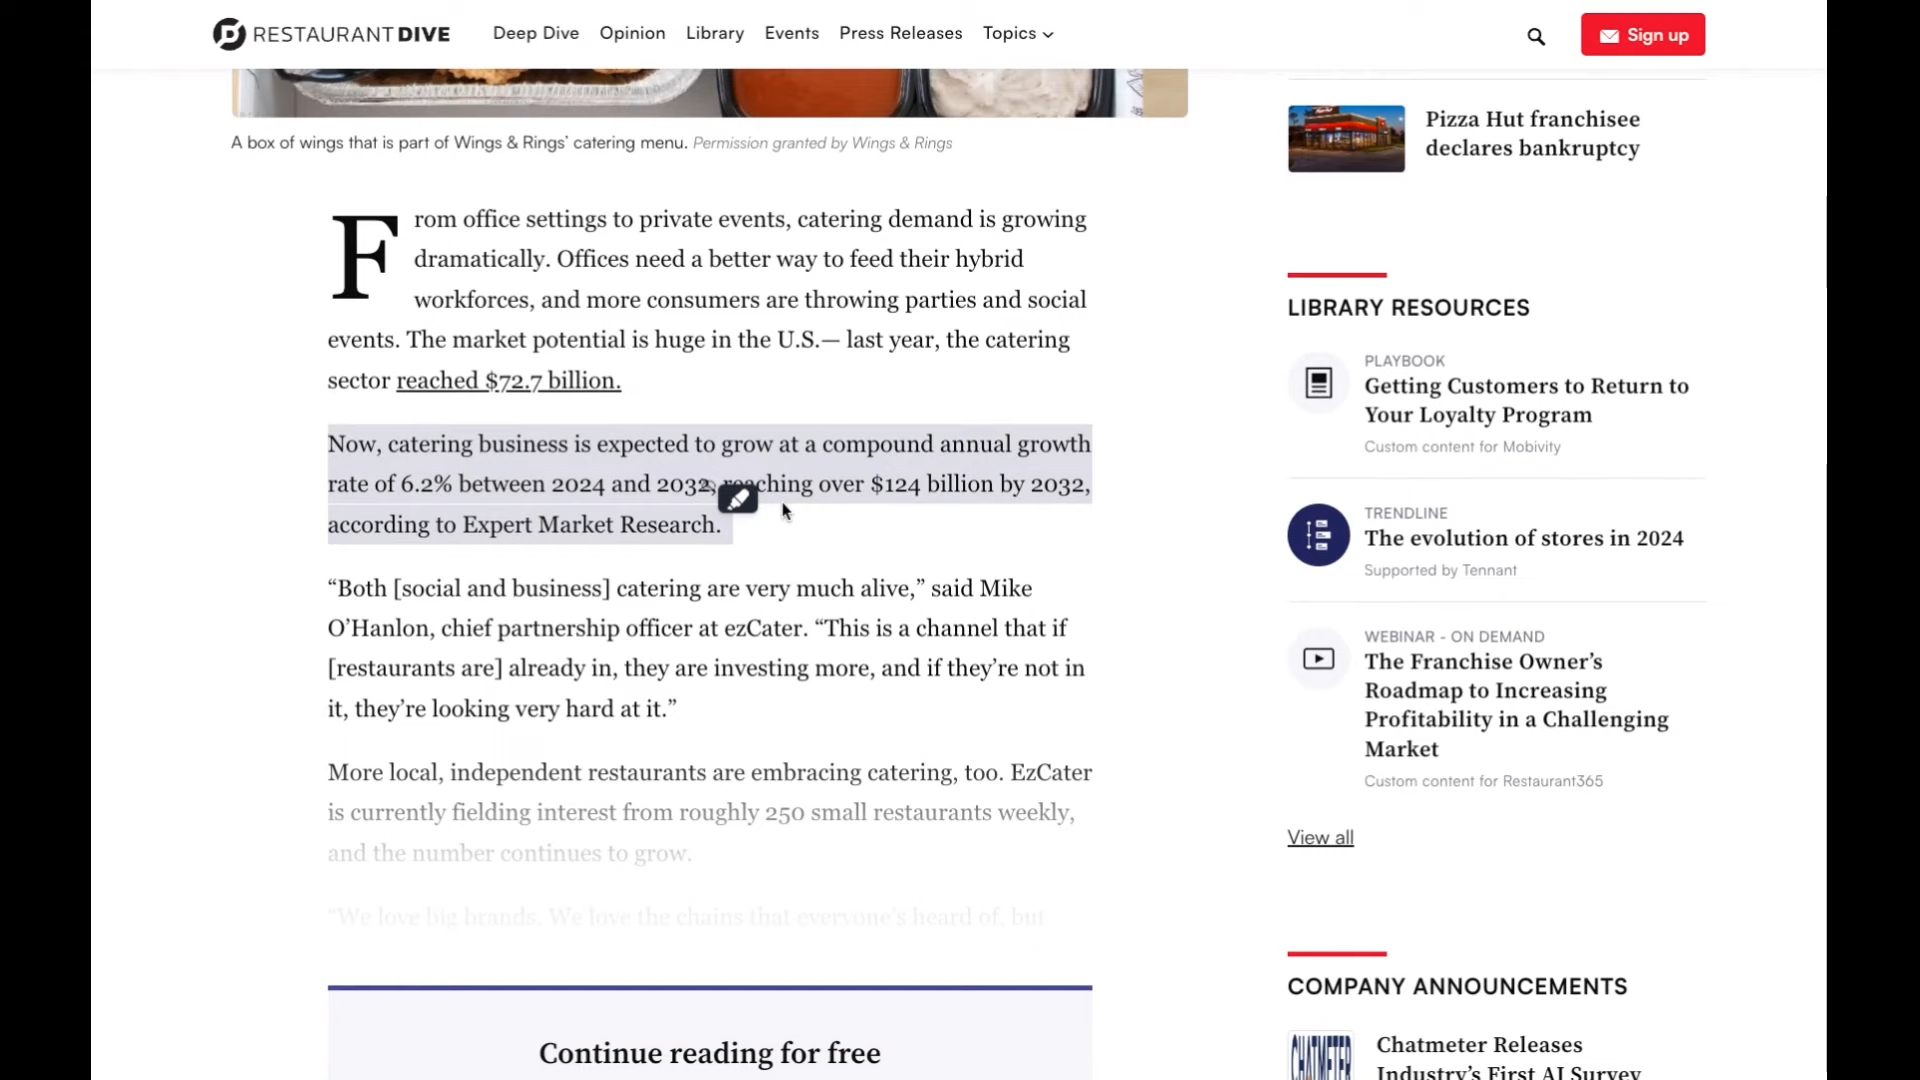 RESTAURANT DIVE
Deep Dive Opinion Library Events Press Releases Topics
Sign up
A box of wings that is part of Wings & Rings’ catering menu. Permission granted by Wings & Rings
From office settings to private events, catering demand is growing
dramatically. Offices need a better way to feed their hybrid
workforces, and more consumers are throwing parties and social
events. The market potential is huge in the U.S.— last year, the catering
sector reached $72.7 billion.
Now, catering business is expected to grow at a compound annual growth
rate of 6.2% between 2024 and 2032, reaching over $124 billion by 2032,
according to Expert Market Research.
“Both [social and business] catering are very much alive,” said Mike
O’Hanlon, chief partnership officer at ezCater. “This is a channel that if
[restaurants are] already in, they are investing more, and if they’re not in
it, they’re looking very hard at it.”
More local, independent restaurants are embracing catering, too. EzCater
is currently fielding interest from roughly 250 small restaurants weekly,
and the number continues to grow.
“We love big brands. We love the chains that everyone’s heard of, but
Continue reading for free
Pizza Hut franchisee
declares bankruptcy
LIBRARY RESOURCES
PLAYBOOK
Getting Customers to Return to
Your Loyalty Program
Custom content for Mobivity
TRENDLINE
The evolution of stores in 2024
Supported by Tennant
WEBINAR - ON DEMAND
The Franchise Owner’s
Roadmap to Increasing
Profitability in a Challenging
Market
Custom content for Restaurant365
View all
COMPANY ANNOUNCEMENTS
CHATMETER
Chatmeter Releases
Industry’s First AI Survey